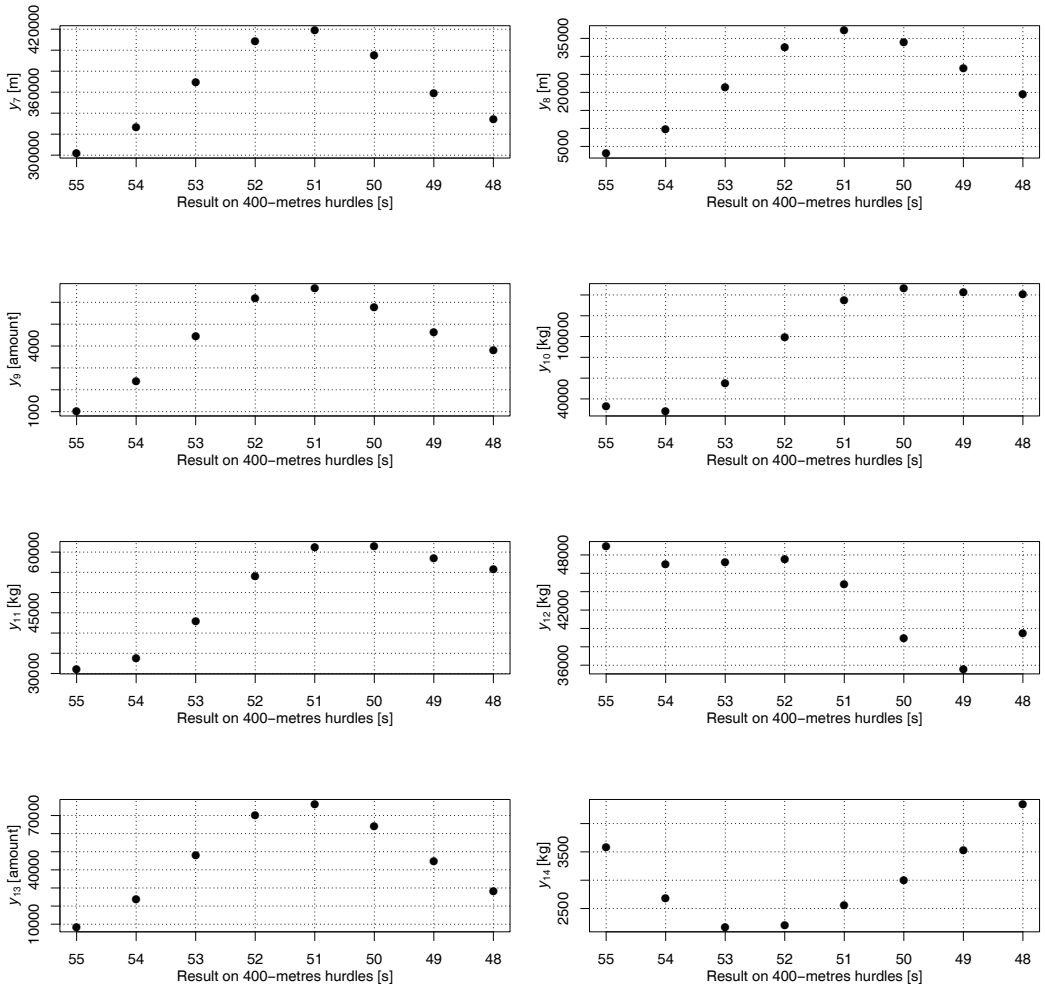 y7 [m]
300000 360000 420000
55 54 53 52 51 50 49 48
Result on 400−metres hurdles [s]
y8 [m]
5000 20000 35000
55 54 53 52 51 50 49 48
Result on 400−metres hurdles [s]
y9 [amount]
1000 4000
55 54 53 52 51 50 49 48
Result on 400−metres hurdles [s]
y10 [kg]
40000 100000
55 54 53 52 51 50 49 48
Result on 400−metres hurdles [s]
y11 [kg]
30000 45000 60000
55 54 53 52 51 50 49 48
Result on 400−metres hurdles [s]
y12 [kg]
36000 42000 48000
55 54 53 52 51 50 49 48
Result on 400−metres hurdles [s]
y13 [amount]
10000 40000 70000
55 54 53 52 51 50 49 48
Result on 400−metres hurdles [s]
y14 [kg]
2500 3500
55 54 53 52 51 50 49 48
Result on 400−metres hurdles [s]